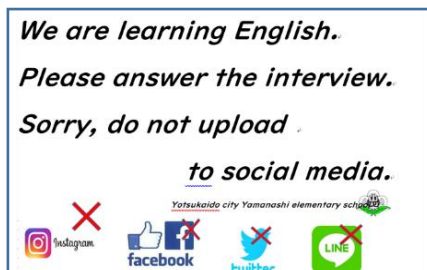 We are learning English.
Please answer the interview.
Sorry, do not upload
to social media.
Yotsukaido city Yamanashi elementary school
Instagram
facebook
twitter
LINE